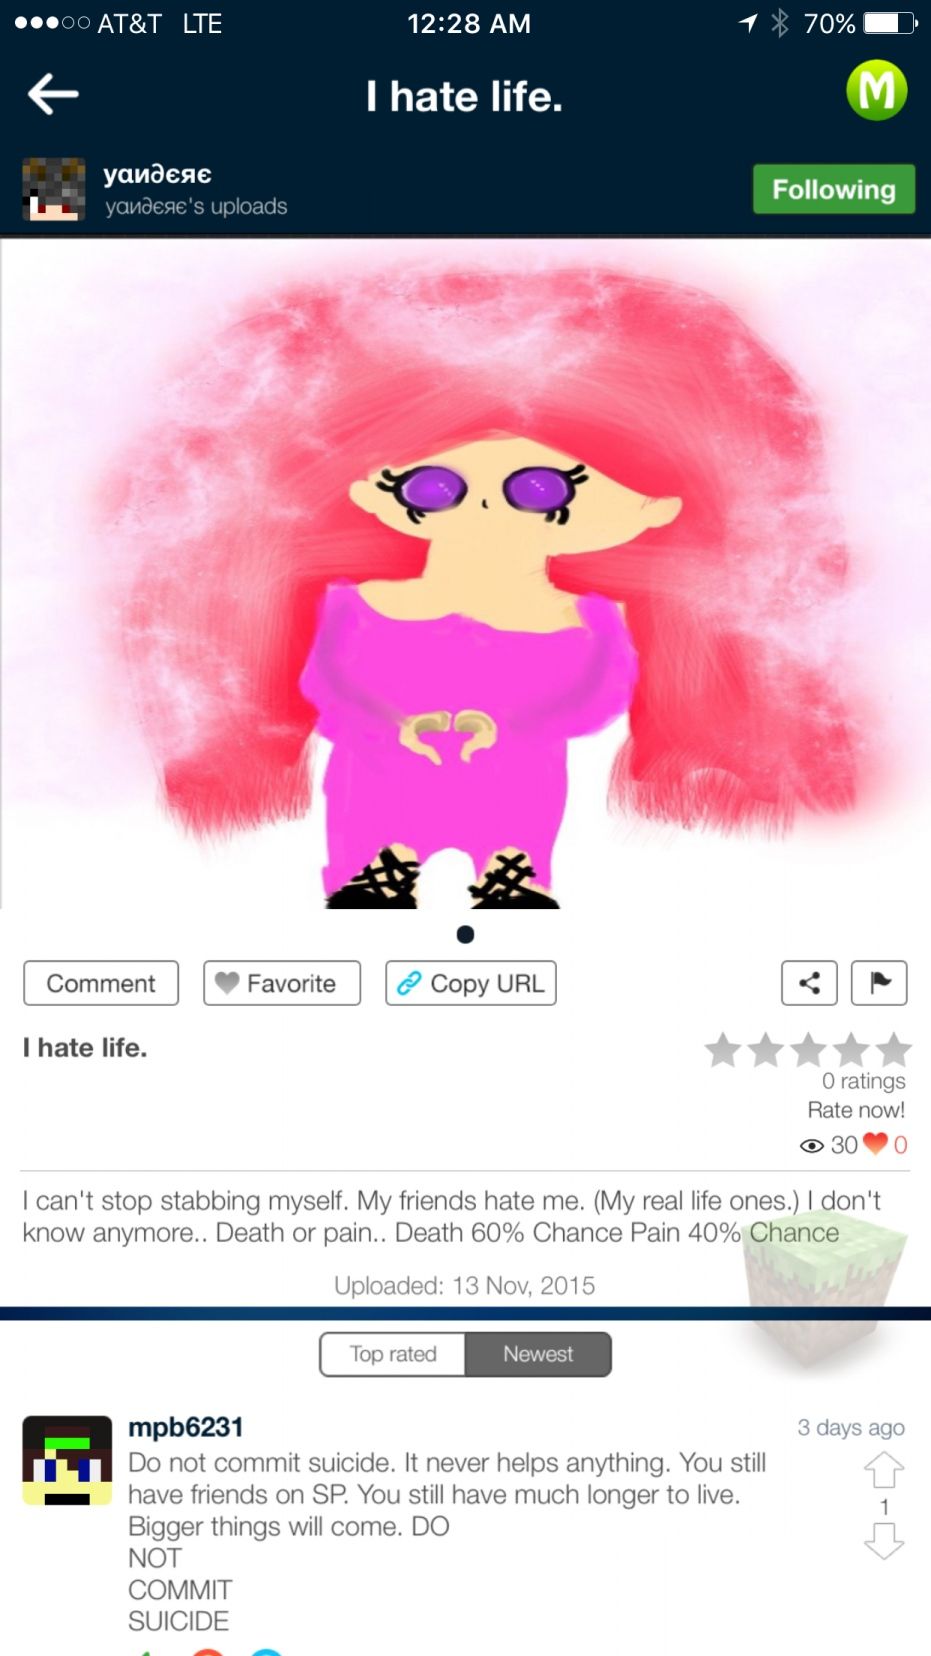 AT&T LTE 12:28 AM 70%
I hate life.
M
уαи∂єяє
уαи∂єяє's uploads
Following
Comment
Favorite
Copy URL
I hate life.
0 ratings
Rate now!
30 0
I can't stop stabbing myself. My friends hate me. (My real life ones.) I don't
know anymore.. Death or pain.. Death 60% Chance Pain 40% Chance
Uploaded: 13 Nov, 2015
Top rated
Newest
mpb6231
3 days ago
Do not commit suicide. It never helps anything. You still
have friends on SP. You still have much longer to live.
Bigger things will come. DO
1
NOT
COMMIT
SUICIDE